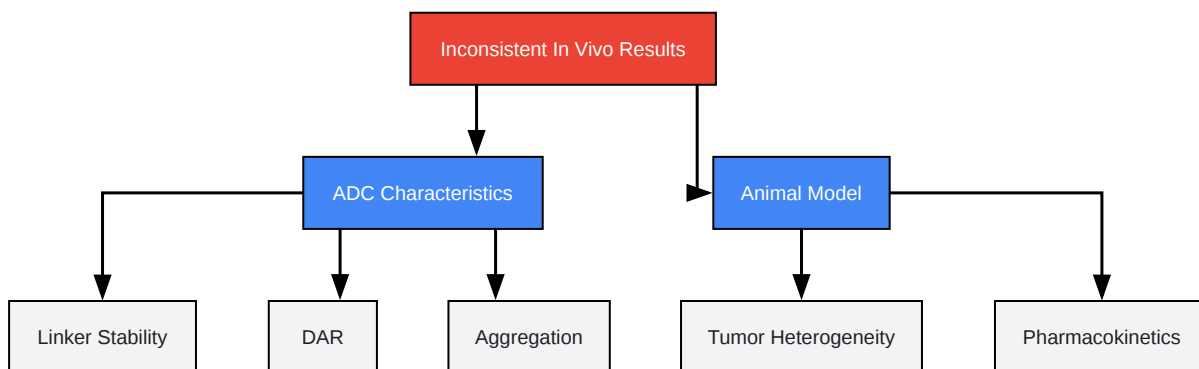 Inconsistent In Vivo Results
ADC Characteristics
Animal Model
Linker Stability
DAR
Aggregation
Tumor Heterogeneity
Pharmacokinetics